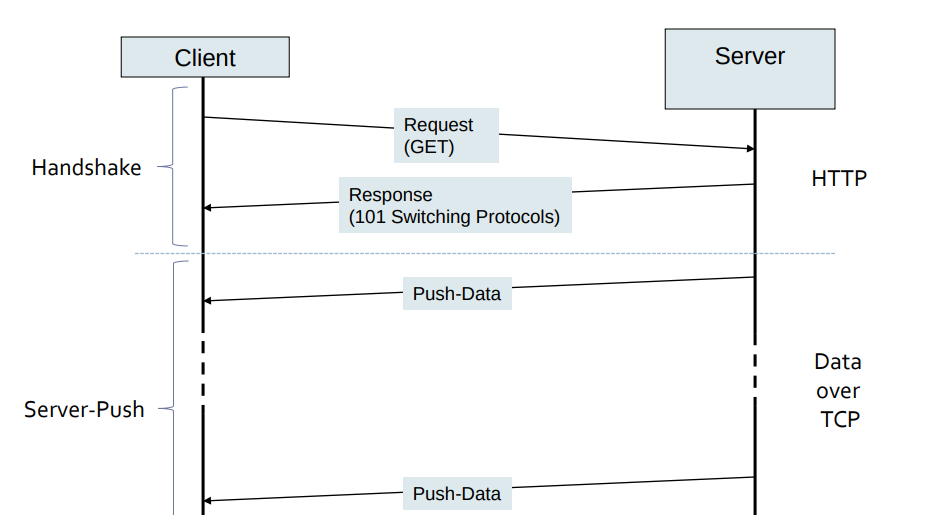 Client
Server
Request
(GET)
Handshake
HTTP
Response
(101 Switching Protocols)
Push-Data
Data
over
TCP
Server-Push
Push-Data